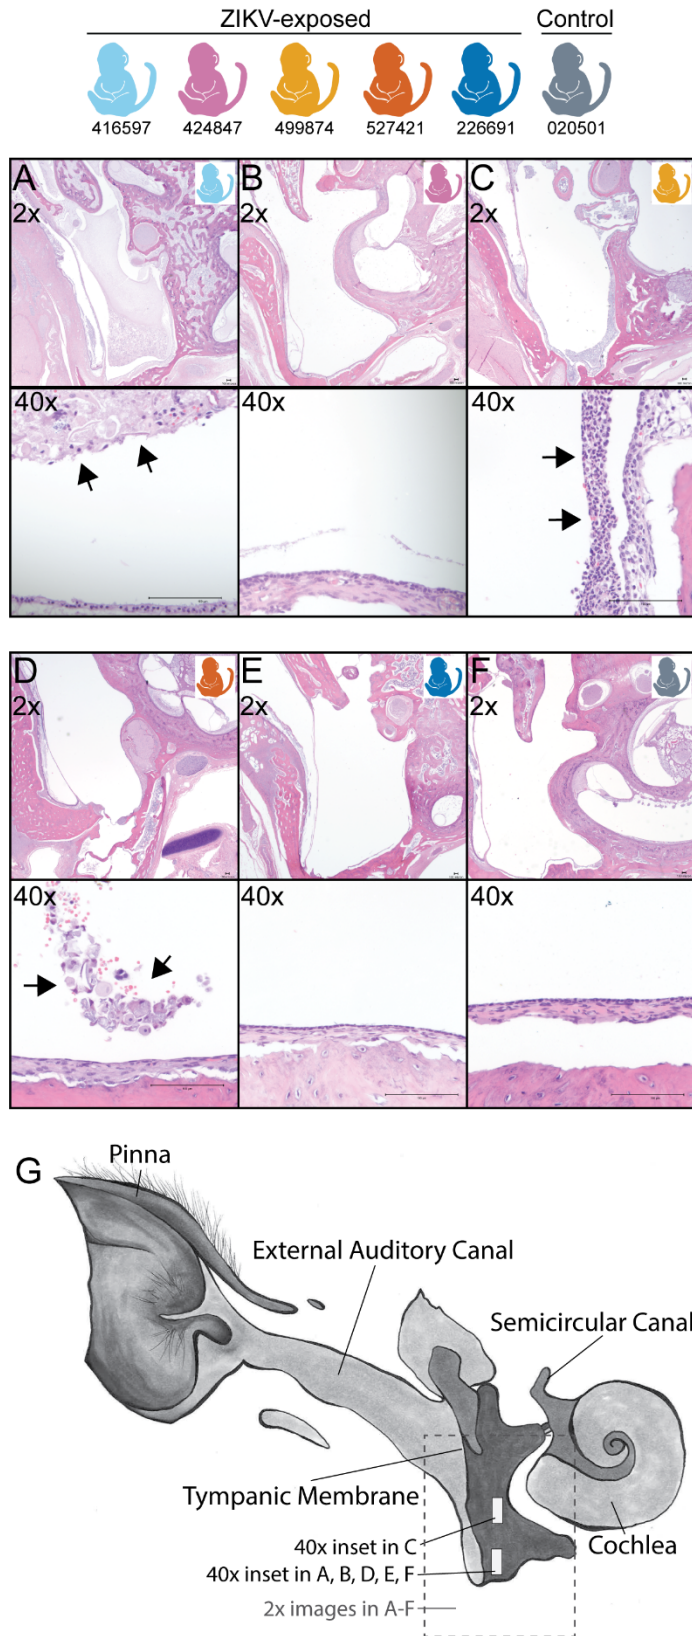 ZIKV-exposed Control
416597 424847 499874 527421 226691 020501
A B C
2x 2x 2x
40x 40x 40x
D E F
2x 2x 2x
40x 40x 40x
G
Pinna
External Auditory Canal
Semicircular Canal
Tympanic Membrane
Cochlea
40x inset in C
40x inset in A, B, D, E, F
2x images in A-F